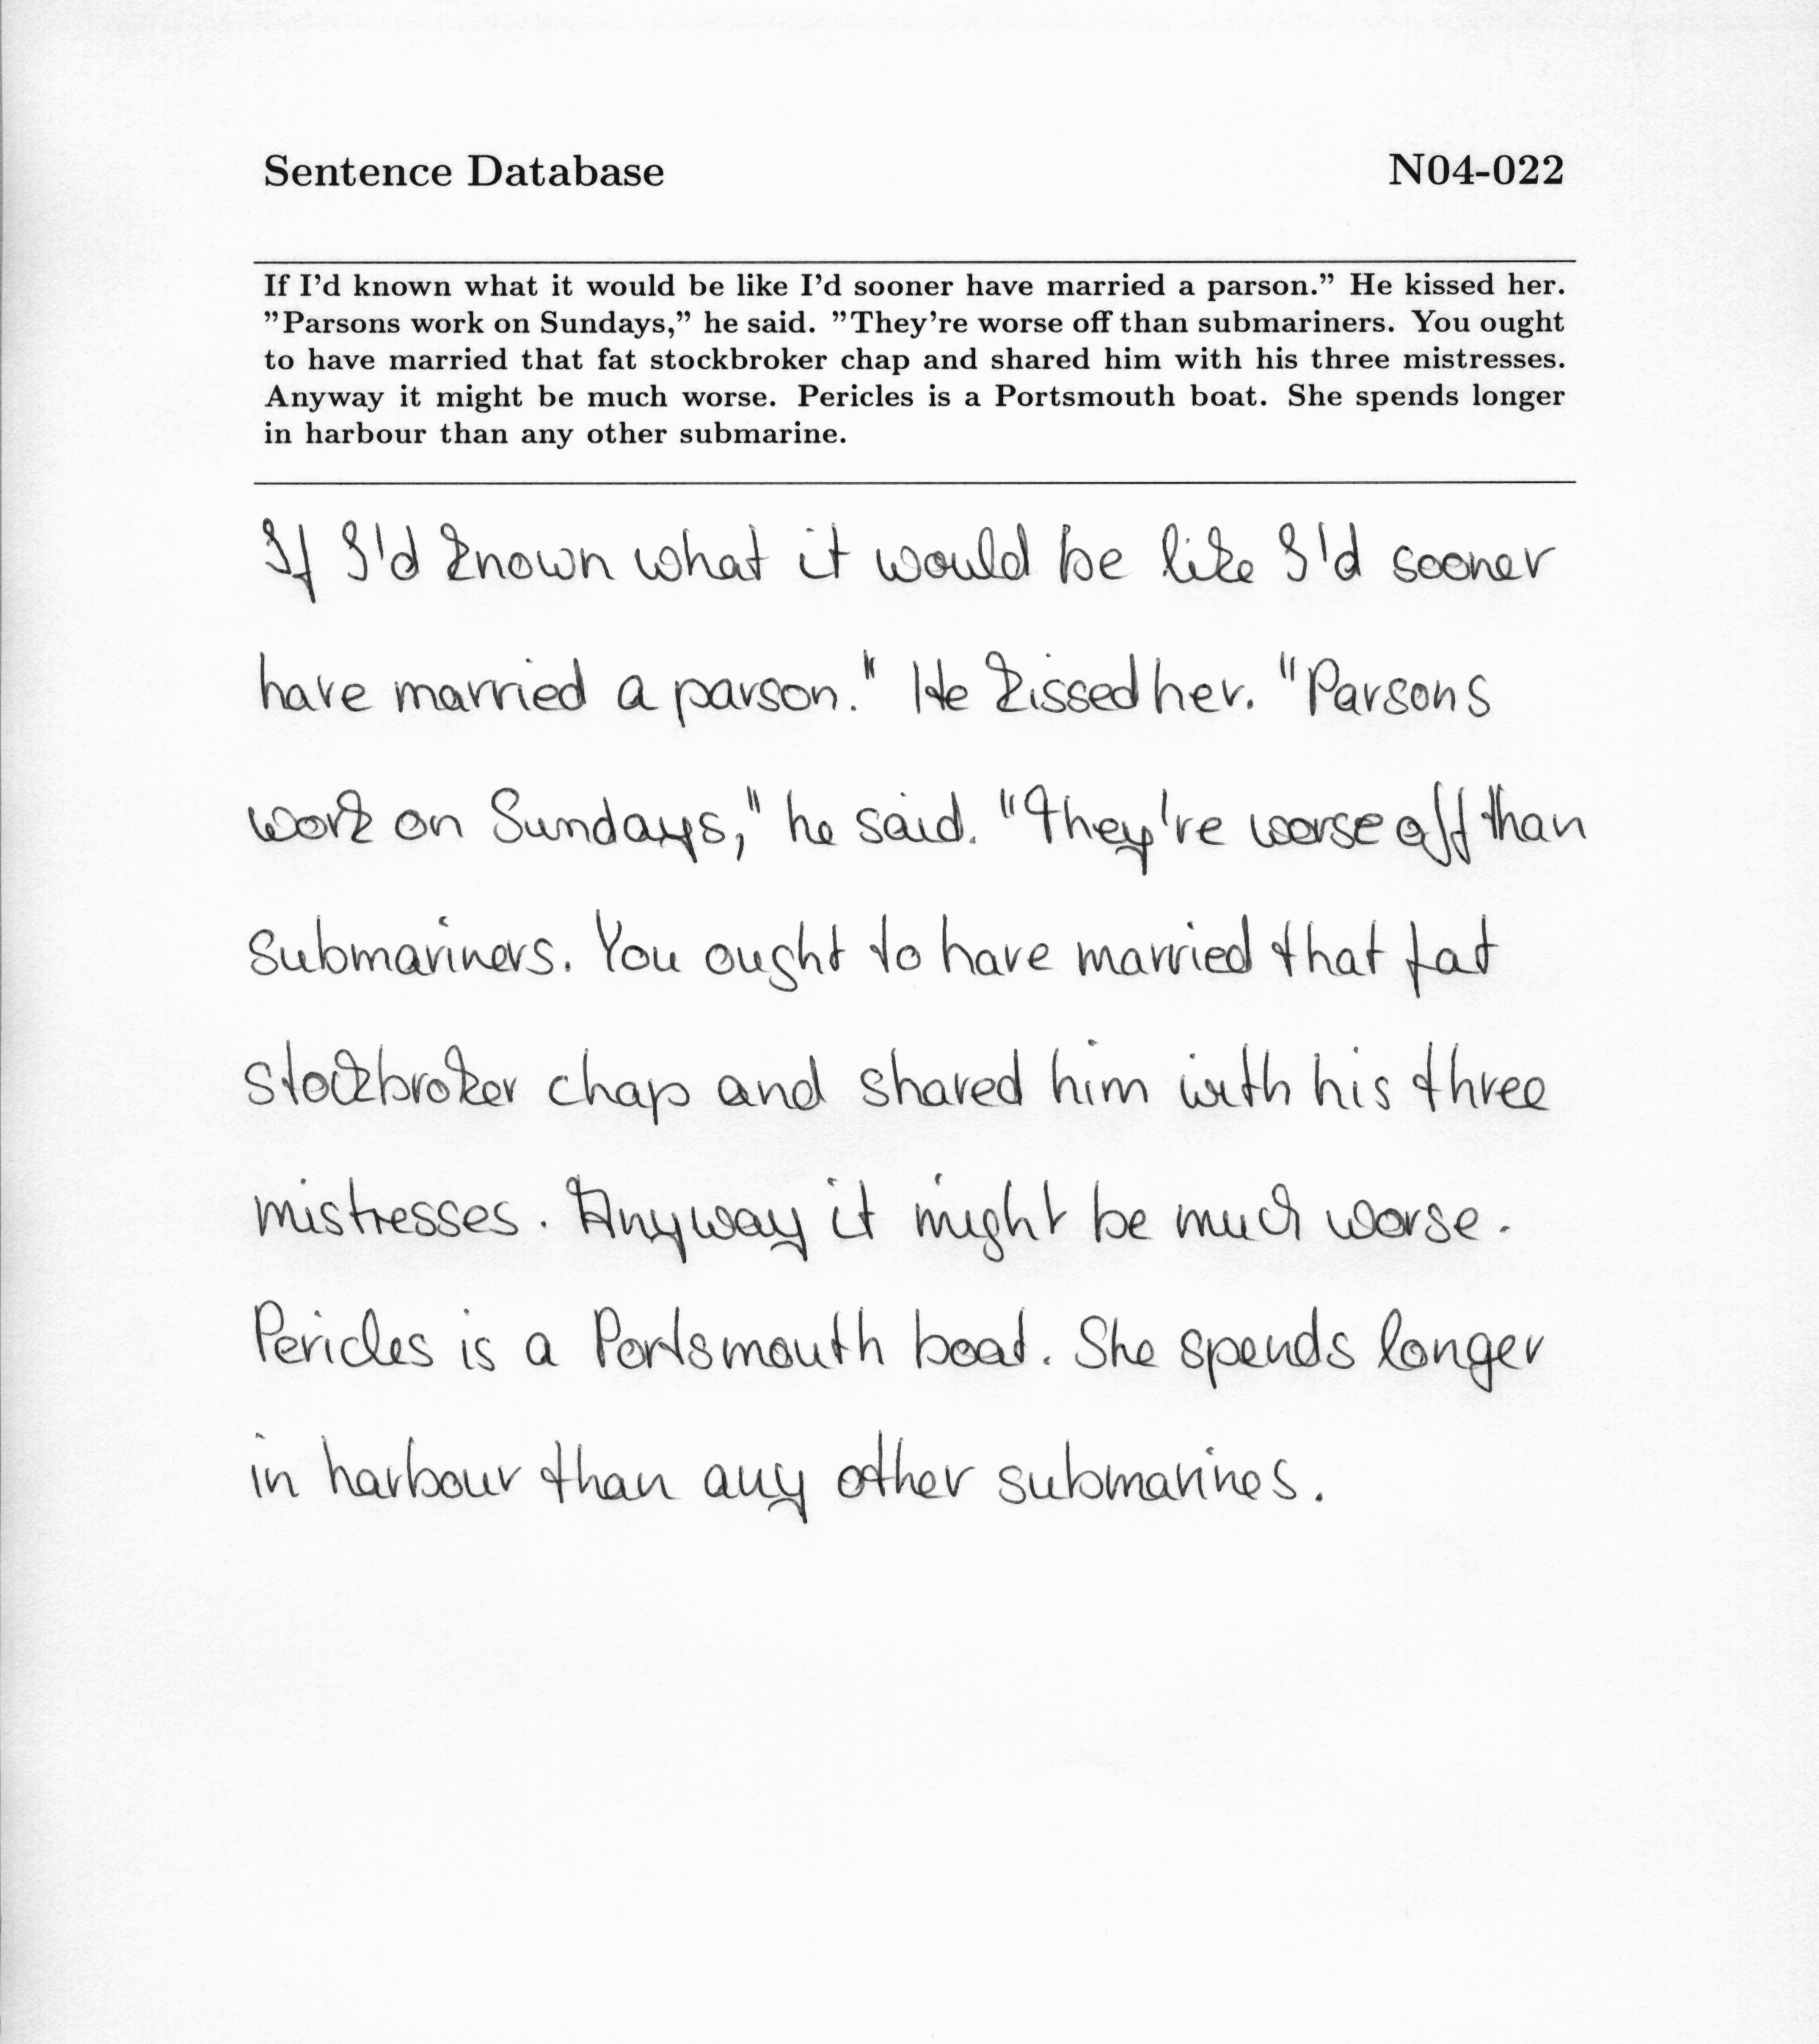 Sentence Database N04-022
If I'd known what it would be like I'd sooner have married a parson." He kissed her.
"Parsons work on Sundays," he said. "They're worse off than submariners. You ought
to have married that fat stockbroker chap and shared him with his three mistresses.
Anyway it might be much worse. Pericles is a Portsmouth boat. She spends longer
in harbour than any other submarine.
If I'd known what it would be like I'd sooner
have married a parson." He kissed her. "Parsons
work on Sundays," he said. "They're worse off than
submariners. You ought to have married that fat
stockbroker chap and shared him with his three
mistresses. Anyway it might be much worse.
Pericles is a Portsmouth boat. She spends longer
in harbour than any other submarines.